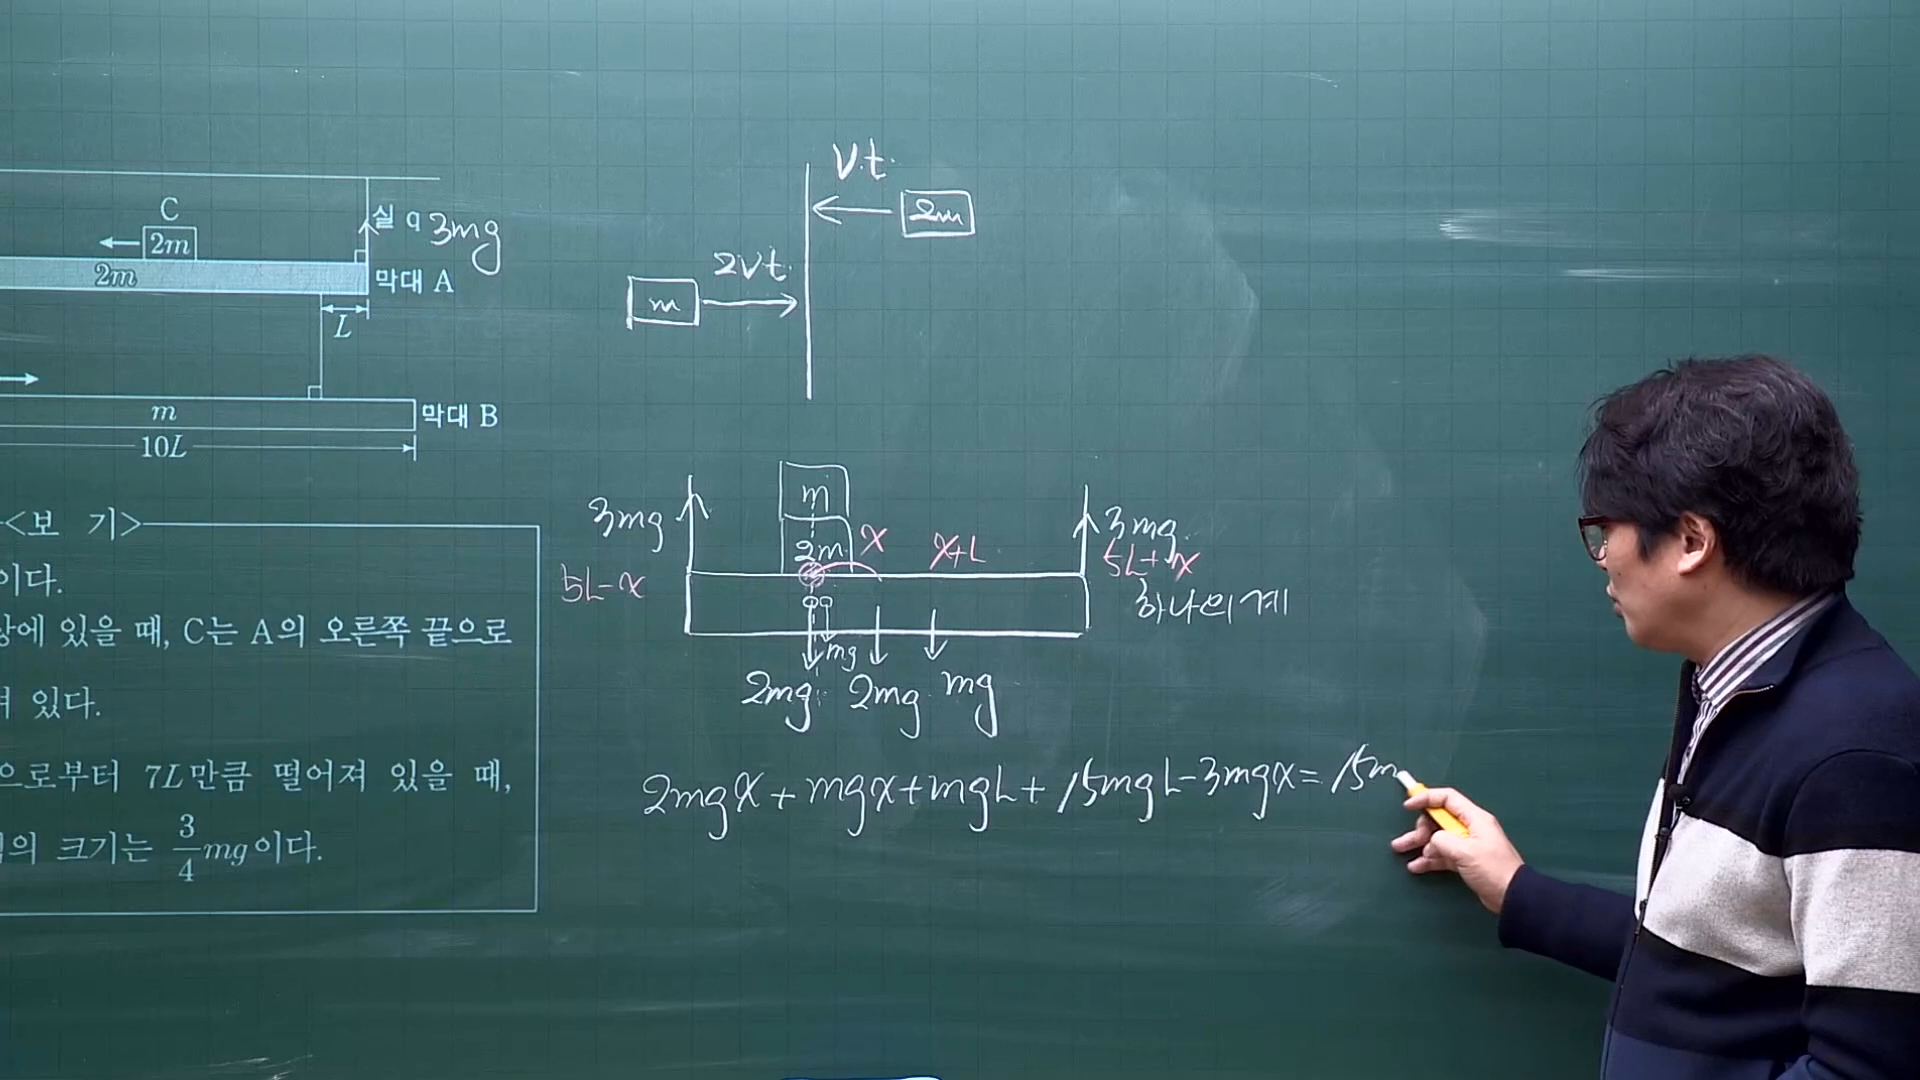 V.t.
2m
2Vt.
m
C
2m
실 q 3mg
2m
막대 A
L
m
막대 B
10L
<보 기>
이다.
상에 있을 때, C는 A의 오른쪽 끝으로
져 있다.
으로부터 7L만큼 떨어져 있을 때,
의 크기는 3/4 mg이다.
3mg
m
2m
x
x+L
3mg
5L-x
5L+x
하나의 계
mg
2mg
2mg
mg
2mgx+mgx+mgL+15mgL-3mgx=15m